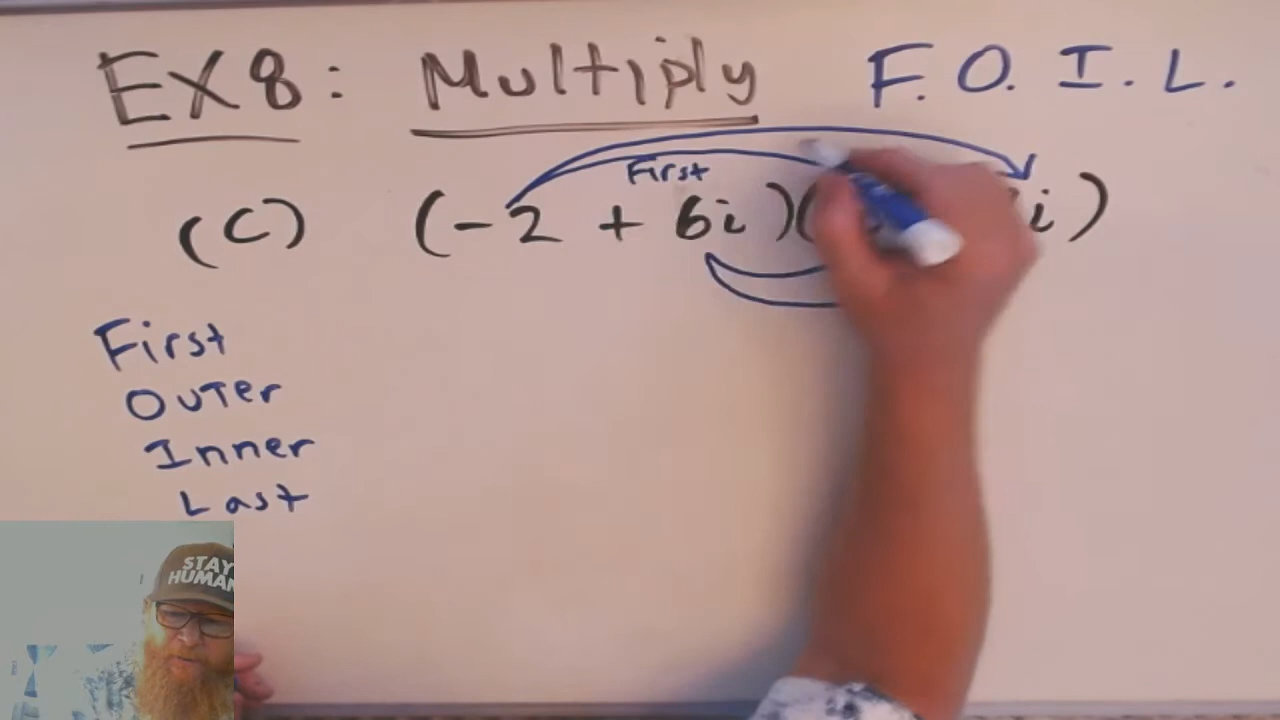 EX8: Multiply F.O.I.L.
First
(C) (-2 + 6i)( i)
First
Outer
Inner
Last
STAY
HUMAN